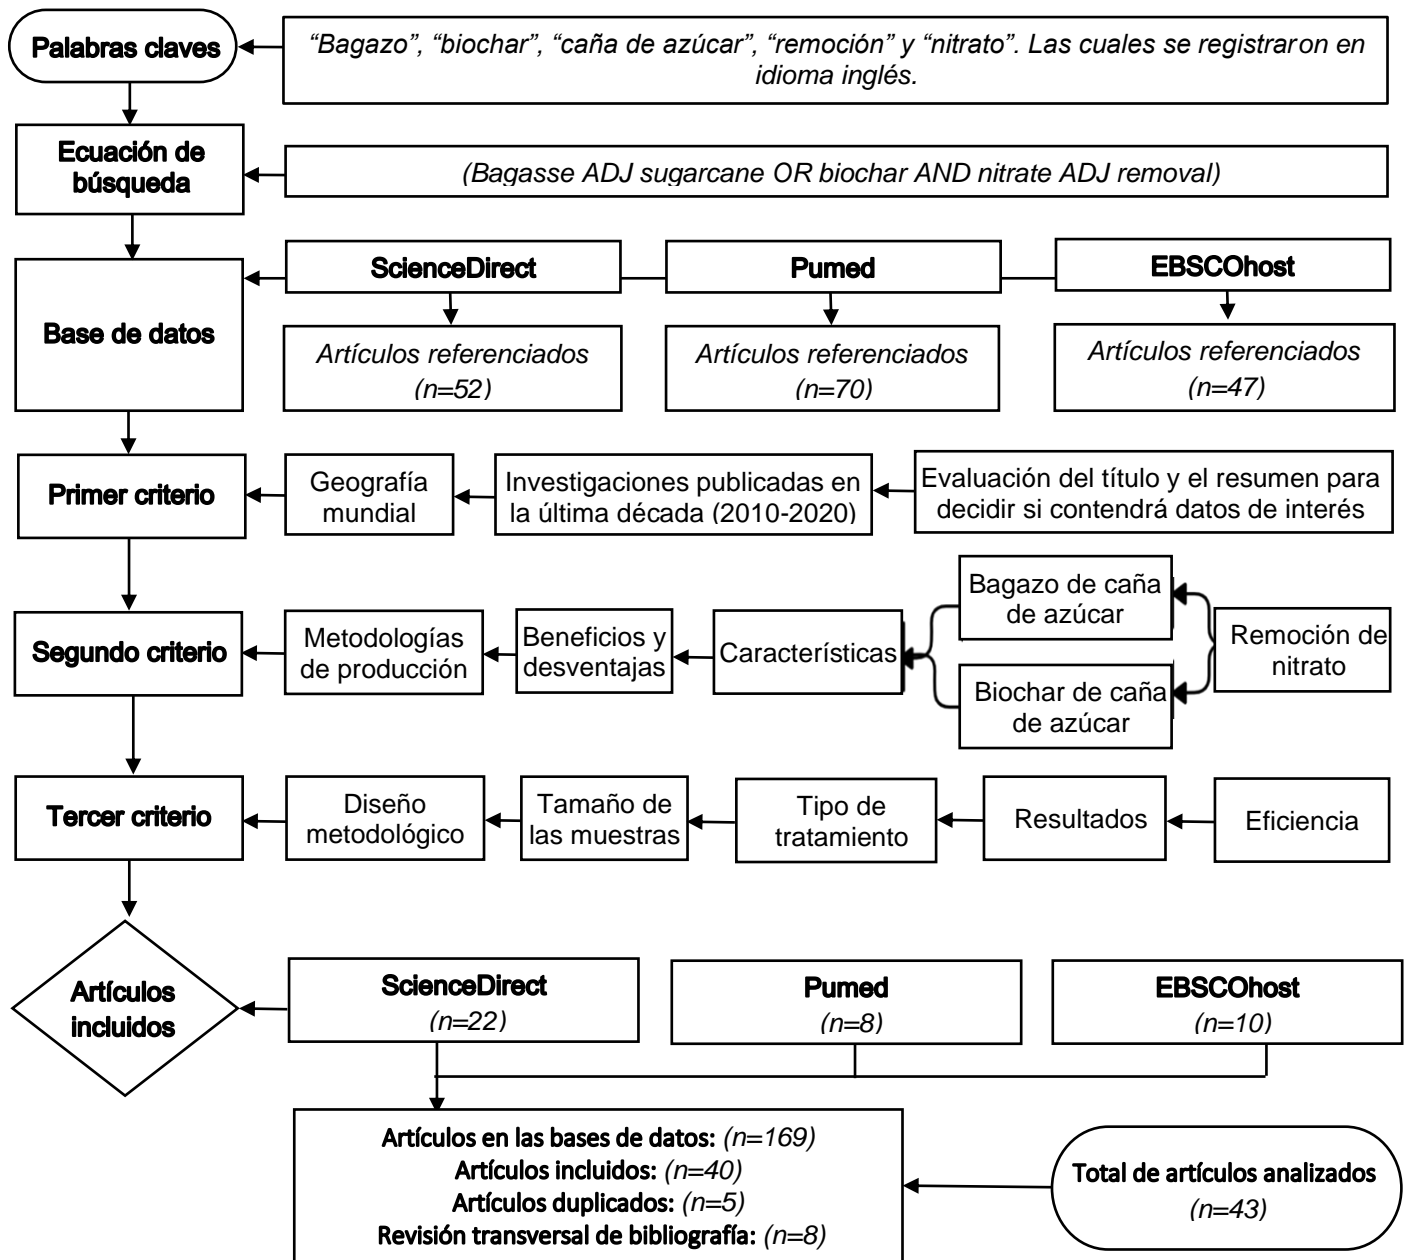 Palabras claves
“Bagazo”, “biochar”, “caña de azúcar”, “remoción” y “nitrato”. Las cuales se registraron en
idioma inglés.
Ecuación de
búsqueda
(Bagasse ADJ sugarcane OR biochar AND nitrate ADJ removal)
Base de datos
ScienceDirect
Pumed
EBSCOhost
Artículos referenciados
(n=52)
Artículos referenciados
(n=70)
Artículos referenciados
(n=47)
Primer criterio
Geografía
mundial
Investigaciones publicadas en
la última década (2010-2020)
Evaluación del título y el resumen para
decidir si contendrá datos de interés
Segundo criterio
Metodologías
de producción
Beneficios y
desventajas
Características
Bagazo de caña
de azúcar
Biochar de caña
de azúcar
Remoción de
nitrato
Tercer criterio
Diseño
metodológico
Tamaño de
las muestras
Tipo de
tratamiento
Resultados
Eficiencia
Artículos
incluidos
ScienceDirect
(n=22)
Pumed
(n=8)
EBSCOhost
(n=10)
Artículos en las bases de datos: (n=169)
Artículos incluidos: (n=40)
Artículos duplicados: (n=5)
Revisión transversal de bibliografía: (n=8)
Total de artículos analizados
(n=43)